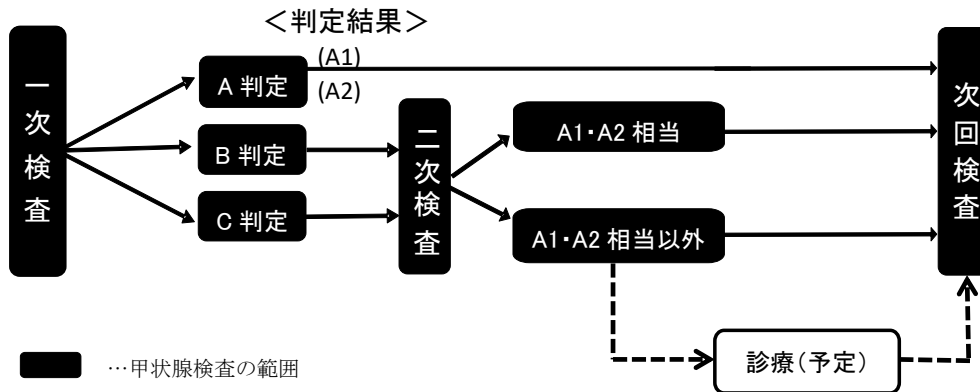 ＜判定結果＞
一次検査
A 判定
(A1)
(A2)
B 判定
C 判定
二次検査
A1・A2 相当
A1・A2 相当以外
次回検査
診療(予定)
…甲状腺検査の範囲